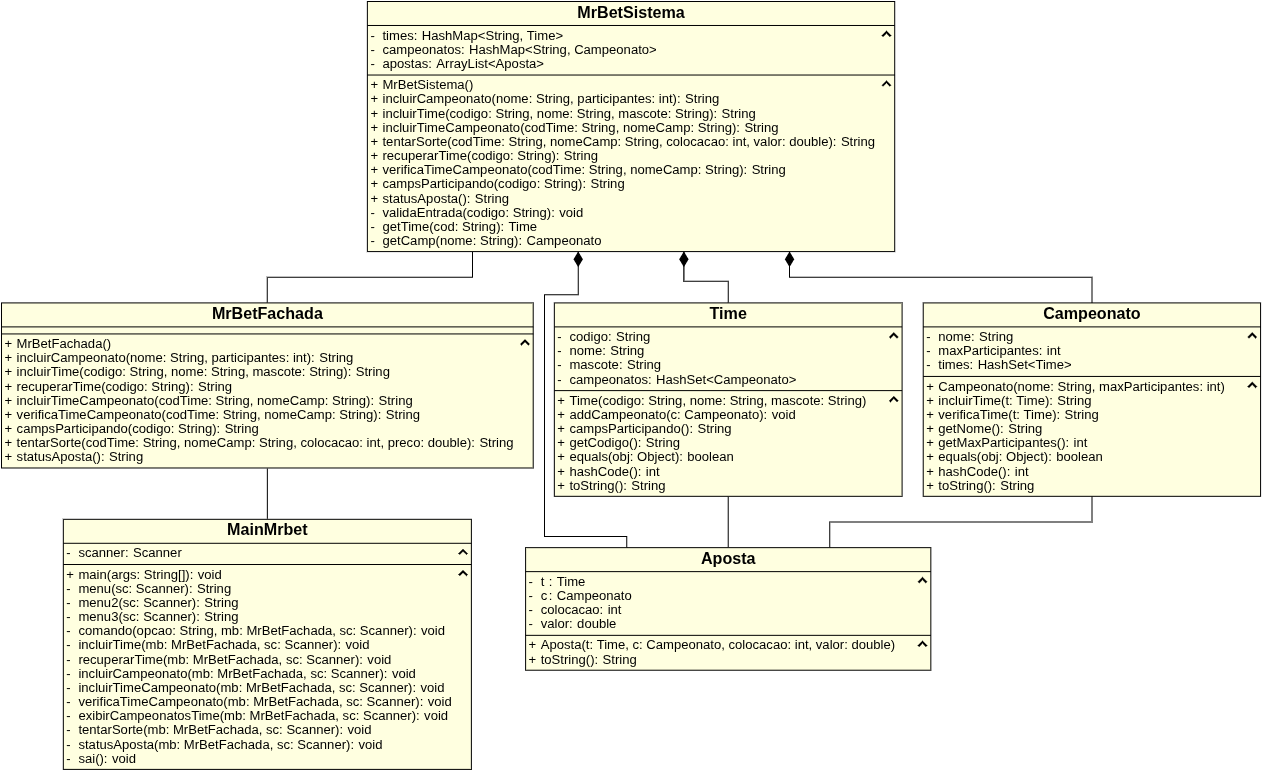 MrBetSistema
- times: HashMap<String, Time>
- campeonatos: HashMap<String, Campeonato>
- apostas: ArrayList<Aposta>
+ MrBetSistema()
+ incluirCampeonato(nome: String, participantes: int): String
+ incluirTime(codigo: String, nome: String, mascote: String): String
+ incluirTimeCampeonato(codTime: String, nomeCamp: String): String
+ tentarSorte(codTime: String, nomeCamp: String, colocacao: int, valor: double): String
+ recuperarTime(codigo: String): String
+ verificaTimeCampeonato(codTime: String, nomeCamp: String): String
+ campsParticipando(codigo: String): String
+ statusAposta(): String
- validaEntrada(codigo: String): void
- getTime(cod: String): Time
- getCamp(nome: String): Campeonato
MrBetFachada
+ MrBetFachada()
+ incluirCampeonato(nome: String, participantes: int): String
+ incluirTime(codigo: String, nome: String, mascote: String): String
+ recuperarTime(codigo: String): String
+ incluirTimeCampeonato(codTime: String, nomeCamp: String): String
+ verificaTimeCampeonato(codTime: String, nomeCamp: String): String
+ campsParticipando(codigo: String): String
+ tentarSorte(codTime: String, nomeCamp: String, colocacao: int, preco: double): String
+ statusAposta(): String
Time
- codigo: String
- nome: String
- mascote: String
- campeonatos: HashSet<Campeonato>
+ Time(codigo: String, nome: String, mascote: String)
+ addCampeonato(c: Campeonato): void
+ campsParticipando(): String
+ getCodigo(): String
+ equals(obj: Object): boolean
+ hashCode(): int
+ toString(): String
Campeonato
- nome: String
- maxParticipantes: int
- times: HashSet<Time>
+ Campeonato(nome: String, maxParticipantes: int)
+ incluirTime(t: Time): String
+ verificaTime(t: Time): String
+ getNome(): String
+ getMaxParticipantes(): int
+ equals(obj: Object): boolean
+ hashCode(): int
+ toString(): String
MainMrbet
- scanner: Scanner
+ main(args: String[]): void
- menu(sc: Scanner): String
- menu2(sc: Scanner): String
- menu3(sc: Scanner): String
- comando(opcao: String, mb: MrBetFachada, sc: Scanner): void
- incluirTime(mb: MrBetFachada, sc: Scanner): void
- recuperarTime(mb: MrBetFachada, sc: Scanner): void
- incluirCampeonato(mb: MrBetFachada, sc: Scanner): void
- incluirTimeCampeonato(mb: MrBetFachada, sc: Scanner): void
- verificaTimeCampeonato(mb: MrBetFachada, sc: Scanner): void
- exibirCampeonatosTime(mb: MrBetFachada, sc: Scanner): void
- tentarSorte(mb: MrBetFachada, sc: Scanner): void
- statusAposta(mb: MrBetFachada, sc: Scanner): void
- sai(): void
Aposta
- t : Time
- c : Campeonato
- colocacao: int
- valor: double
+ Aposta(t: Time, c: Campeonato, colocacao: int, valor: double)
+ toString(): String